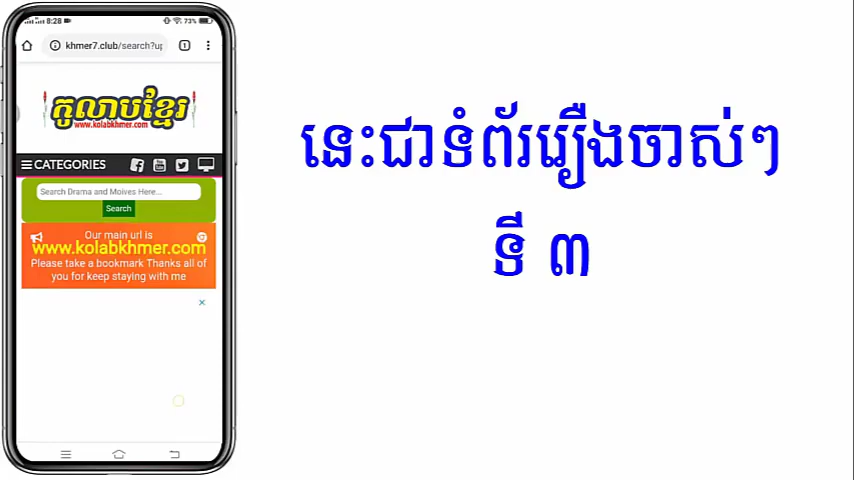 8:28
73%
khmer7.club/search?up
1
កូលាបខ្មែរ
www.kolabkhmer.com
CATEGORIES
Search Drama and Moives Here...
Search
Our main url is
www.kolabkhmer.com
Please take a bookmark Thanks all of
you for keep staying with me
នេះជាទំព័ររឿងចាស់ៗ
ទី ៣